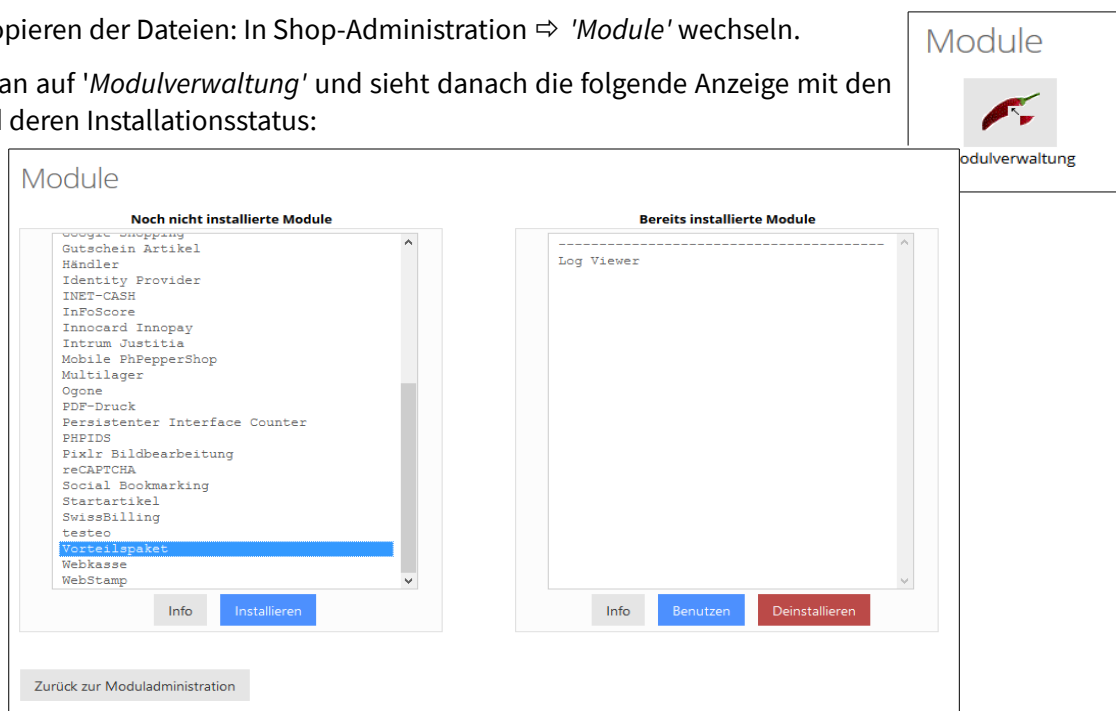 opieren der Dateien: In Shop-Administration ⇨ 'Module' wechseln.
an auf 'Modulverwaltung' und sieht danach die folgende Anzeige mit den
deren Installationsstatus:
Module
odulverwaltung
Module
Noch nicht installierte Module
Google Shopping
Gutschein Artikel
Händler
Identity Provider
INET-CASH
InFoScore
Innocard Innopay
Intrum Justitia
Mobile PhPepperShop
Multilager
Ogone
PDF-Druck
Persistenter Interface Counter
PHPIDS
Pixlr Bildbearbeitung
reCAPTCHA
Social Bookmarking
Startartikel
SwissBilling
testeo
Vorteilspaket
Webkasse
WebStamp
Info Installieren
Bereits installierte Module
----------------------------------------
Log Viewer
Info Benutzen Deinstallieren
Zurück zur Moduladministration